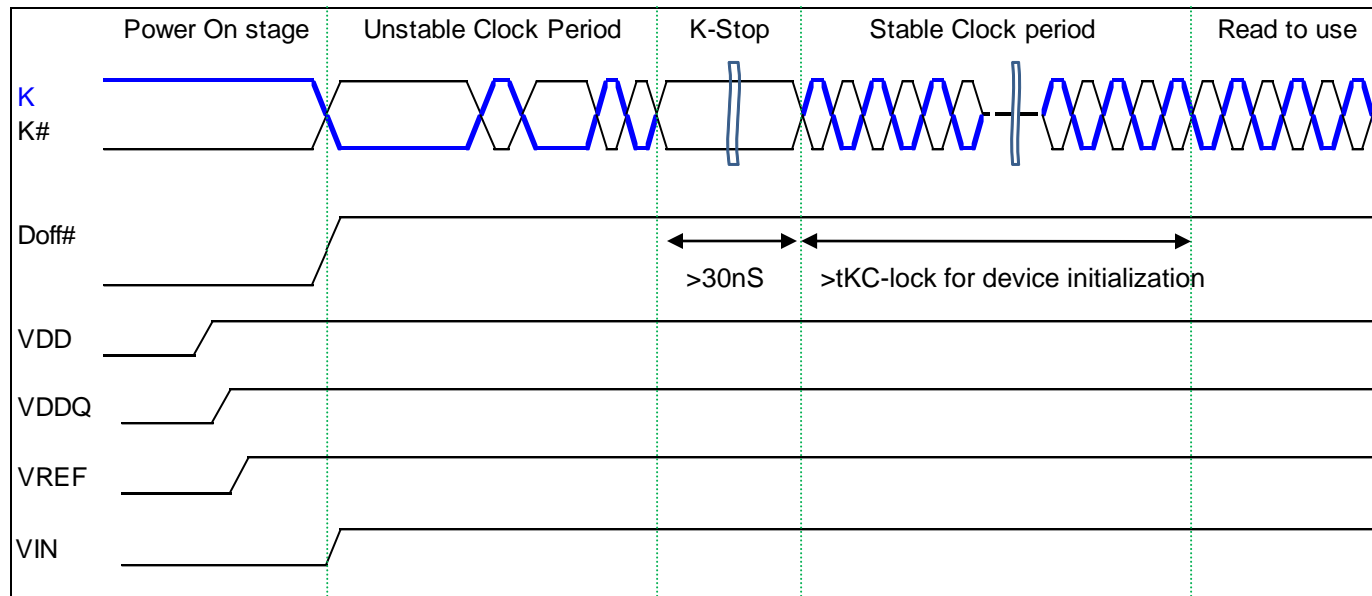 Power On stage Unstable Clock Period K-Stop Stable Clock period Read to use
K
K#
Doff#
>30nS >tKC-lock for device initialization
VDD
VDDQ
VREF
VIN